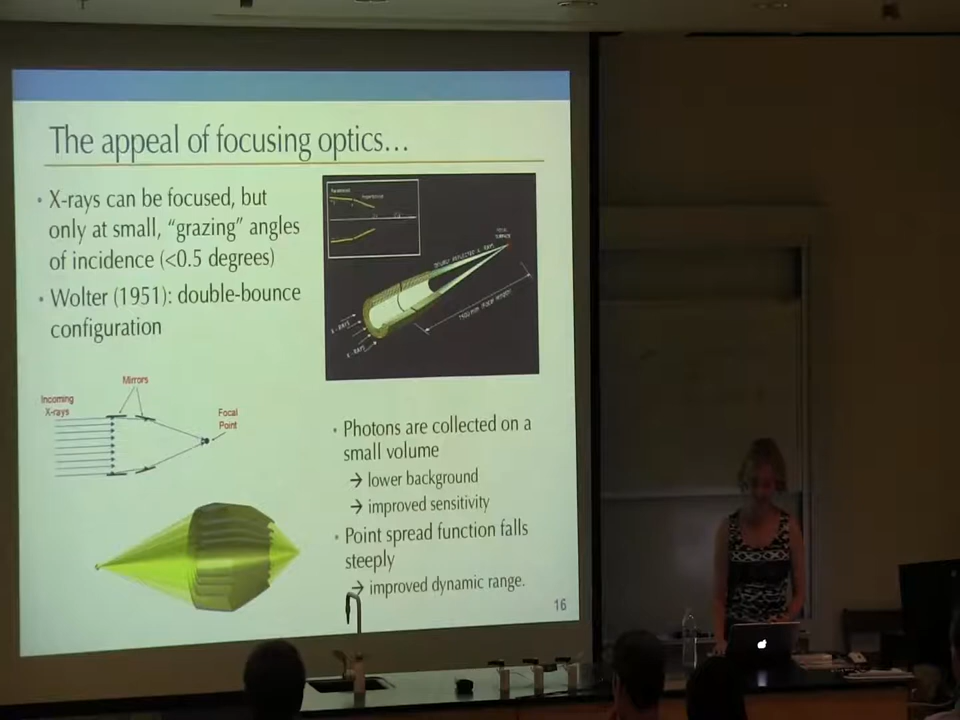 The appeal of focusing optics...
• X-rays can be focused, but
only at small, "grazing" angles
of incidence (<0.5 degrees)
• Wolter (1951): double-bounce
configuration
X-RAYS
X-RAYS
Mirrors
Incoming
X-rays
Focal
Point
• Photons are collected on a
small volume
→ lower background
→ improved sensitivity
• Point spread function falls
steeply
→ improved dynamic range.
16